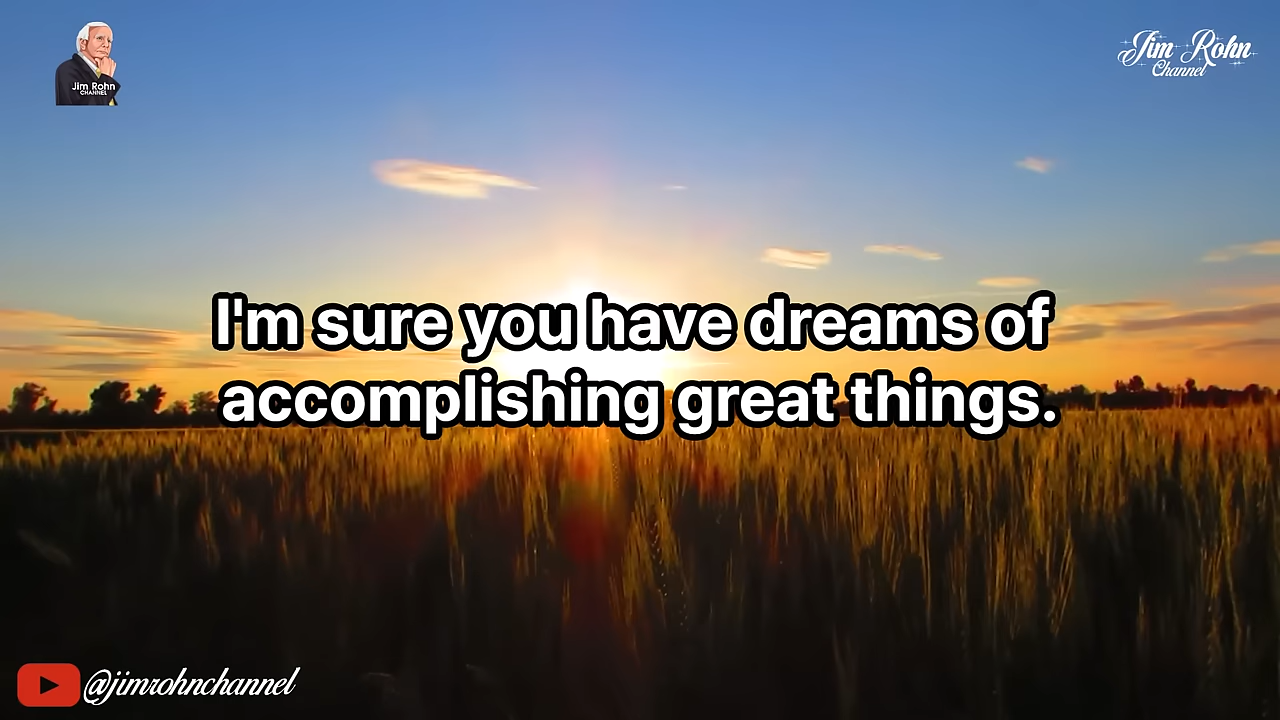 Jim Rohn
CHANNEL
Jim Rohn
Channel
I'm sure you have dreams of
accomplishing great things.
@jimrohnchannel